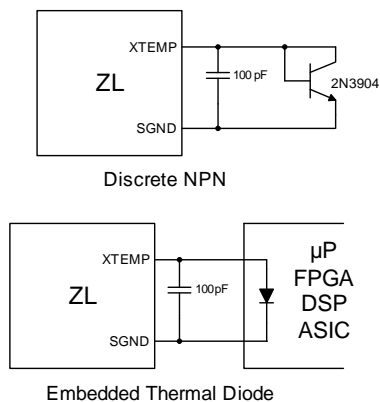 XTEMP
ZL
100 pF
2N3904
SGND
Discrete NPN
XTEMP
µP
FPGA
DSP
ASIC
ZL
100pF
SGND
Embedded Thermal Diode